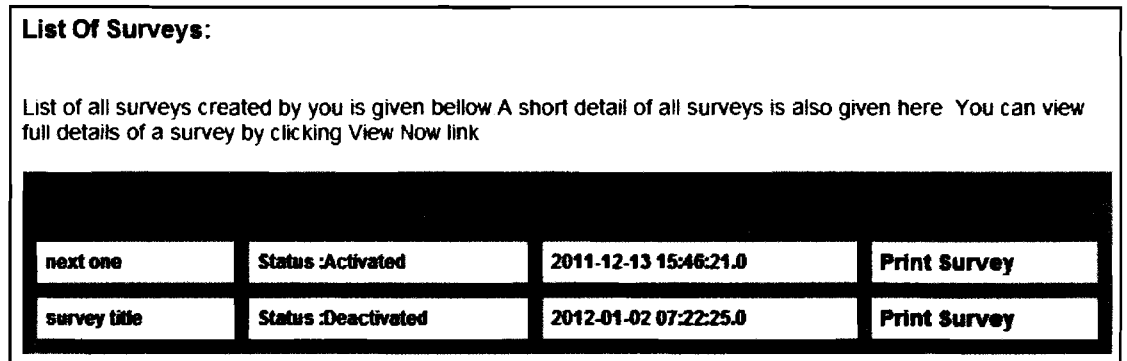 List Of Surveys:
List of all surveys created by you is given bellow A short detail of all surveys is also given here You can view
full details of a survey by clicking View Now link
next one Status :Activated 2011-12-13 15:46:21.0 Print Survey
survey title Status :Deactivated 2012-01-02 07:22:25.0 Print Survey